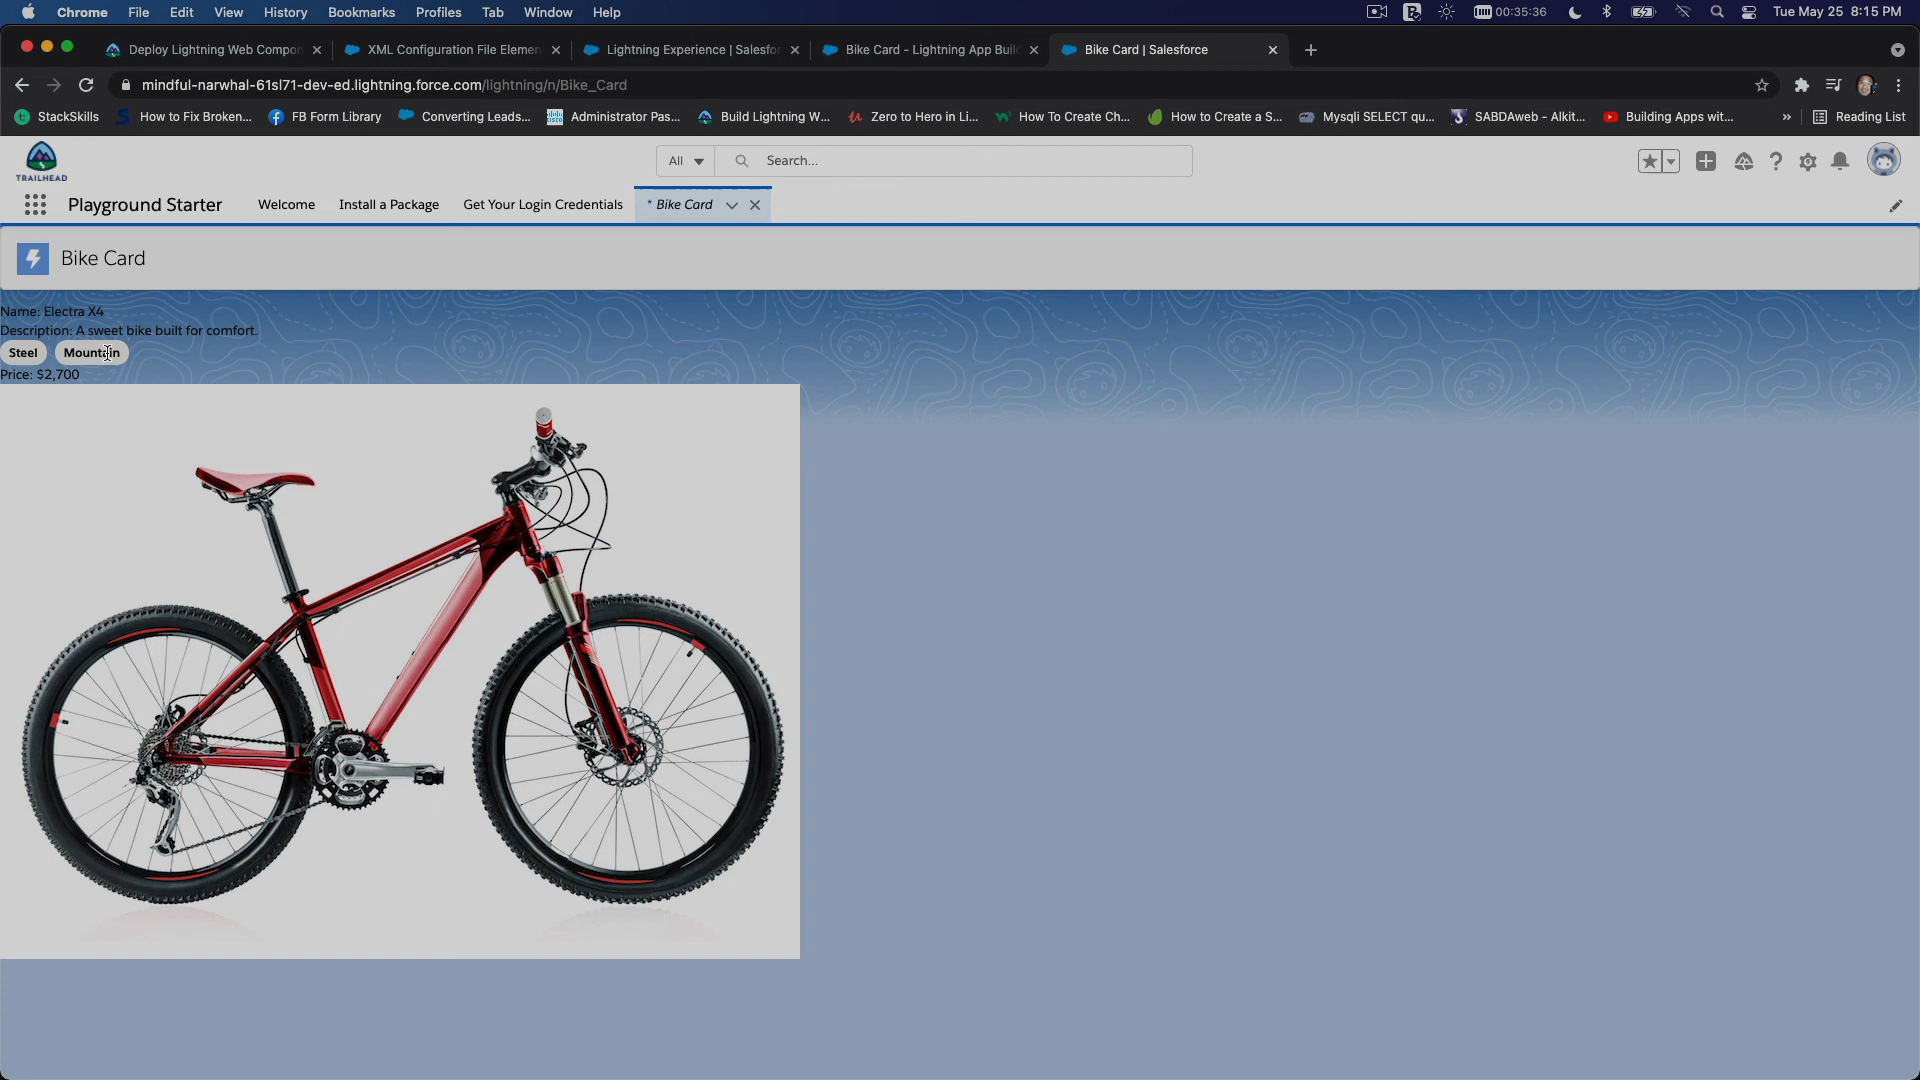 Chrome File Edit View History Bookmarks Profiles Tab Window Help 00:35:36 Tue May 25 8:15 PM
Deploy Lightning Web Compon XML Configuration File Elemen Lightning Experience | Salesfor Bike Card - Lightning App Buil Bike Card | Salesforce
mindful-narwhal-61sl71-dev-ed.lightning.force.com/lightning/n/Bike_Card
StackSkills How to Fix Broken... FB Form Library Converting Leads... Administrator Pas... Build Lightning W... Zero to Hero in Li... How To Create Ch... How to Create a S... Mysqli SELECT qu... SABDAweb - Alkit... Building Apps wit... » Reading List
TRAILHEAD
All Search...
Playground Starter Welcome Install a Package Get Your Login Credentials * Bike Card
Bike Card
Name: Electra X4
Description: A sweet bike built for comfort.
Steel Mountain
Price: $2,700